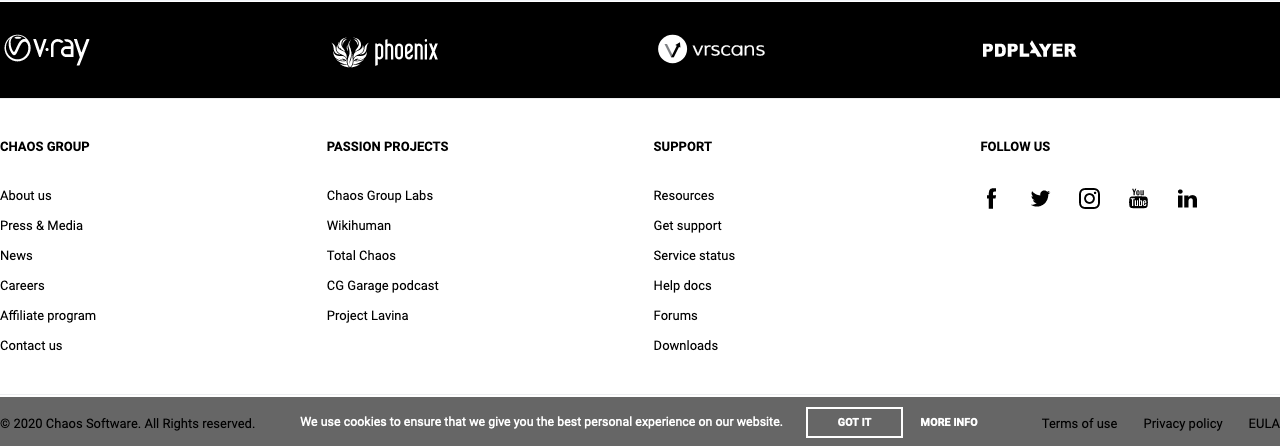 v·ray
phoenix
vrscans
PDPLAYER
CHAOS GROUP
About us
Press & Media
News
Careers
Affiliate program
Contact us
PASSION PROJECTS
Chaos Group Labs
Wikihuman
Total Chaos
CG Garage podcast
Project Lavina
SUPPORT
Resources
Get support
Service status
Help docs
Forums
Downloads
FOLLOW US
You
Tube
© 2020 Chaos Software. All Rights reserved.
We use cookies to ensure that we give you the best personal experience on our website.
GOT IT
MORE INFO
Terms of use
Privacy policy
EULA